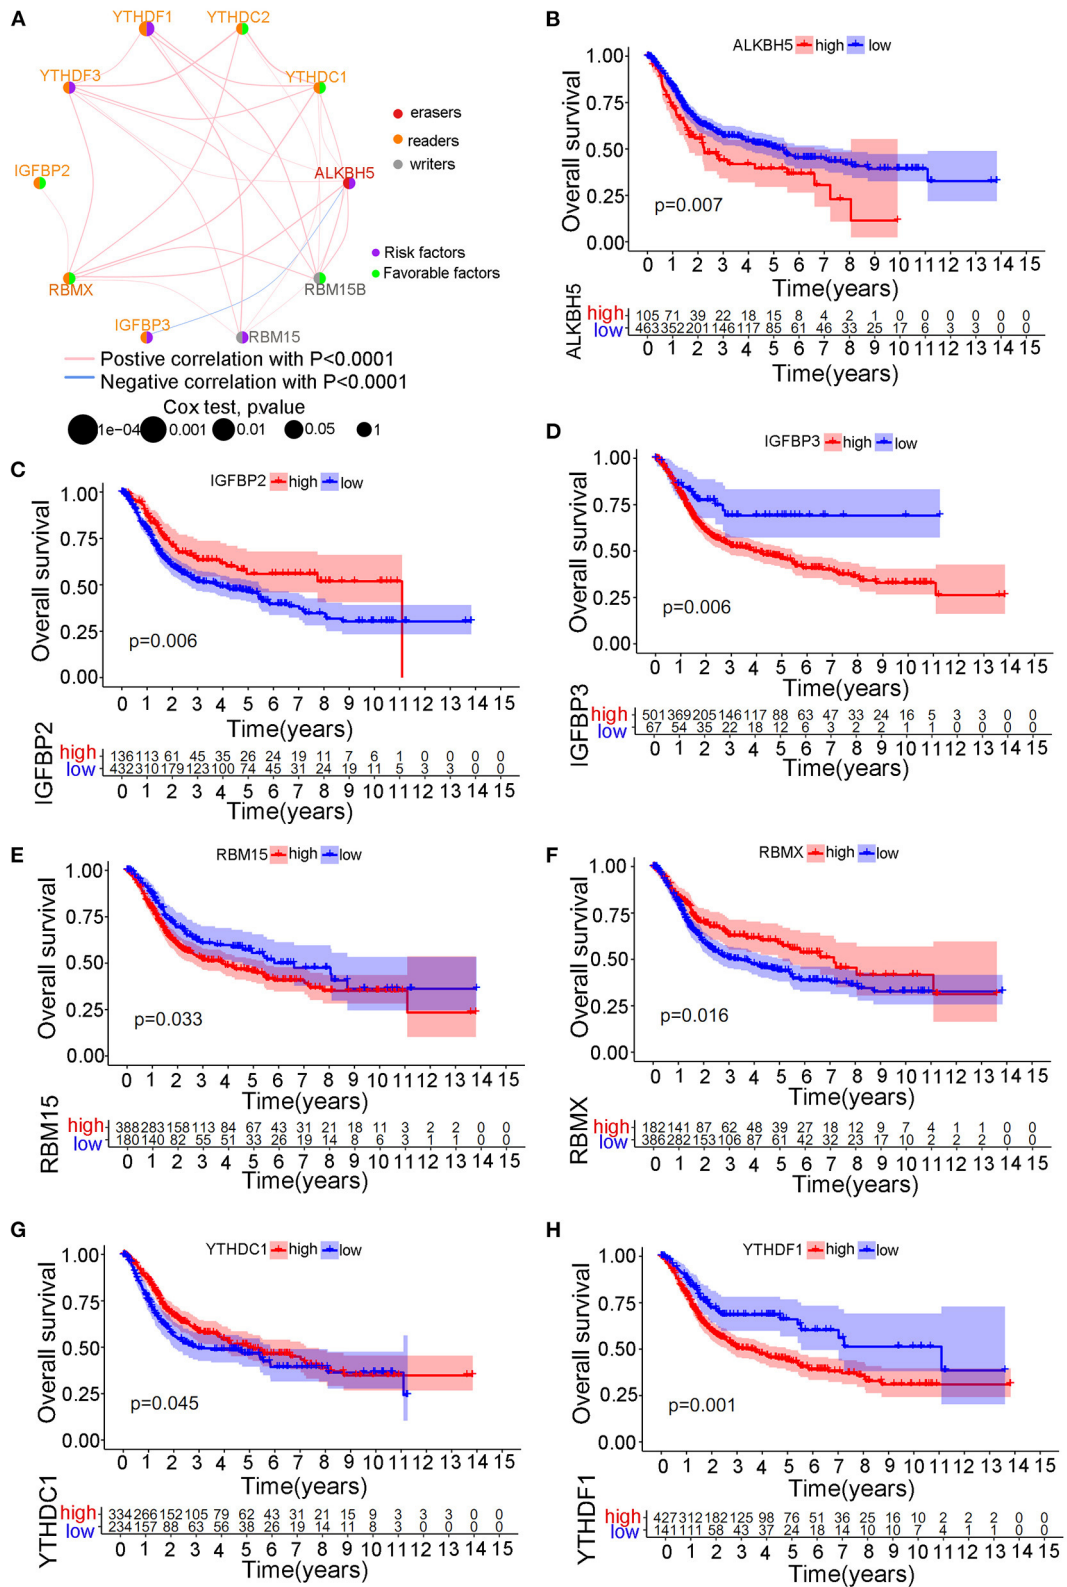 A
YTHDF1
YTHDC2
YTHDF3
YTHDC1
IGFBP2
ALKBH5
RBMX
RBM15B
IGFBP3
RBM15
erasers
readers
writers
Risk factors
Favorable factors
Postive correlation with P<0.0001
Negative correlation with P<0.0001
Cox test, pvalue
1e−04 0.001 0.01 0.05 1
B
ALKBH5 high low
Overall survival
1.00
0.75
0.50
0.25
0.00
p=0.007
0 1 2 3 4 5 6 7 8 9 10 11 12 13 14 15
Time(years)
ALKBH5
high 105 71 39 22 18 15 8 4 2 1 0 0 0 0 0 0
low 463 352 201 146 117 85 61 46 33 25 17 6 3 3 0 0
0 1 2 3 4 5 6 7 8 9 10 11 12 13 14 15
Time(years)
C
IGFBP2 high low
Overall survival
1.00
0.75
0.50
0.25
0.00
p=0.006
0 1 2 3 4 5 6 7 8 9 10 11 12 13 14 15
Time(years)
IGFBP2
high 136 113 61 45 35 26 24 19 11 7 6 1 0 0 0 0
low 432 310 179 123 100 74 45 31 24 19 11 5 3 3 0 0
0 1 2 3 4 5 6 7 8 9 10 11 12 13 14 15
Time(years)
D
IGFBP3 high low
Overall survival
1.00
0.75
0.50
0.25
0.00
p=0.006
0 1 2 3 4 5 6 7 8 9 10 11 12 13 14 15
Time(years)
IGFBP3
high 501 369 205 146 117 88 63 47 33 24 16 5 3 3 0 0
low 67 54 35 22 18 12 6 3 2 2 1 1 0 0 0 0
0 1 2 3 4 5 6 7 8 9 10 11 12 13 14 15
Time(years)
E
RBM15 high low
Overall survival
1.00
0.75
0.50
0.25
0.00
p=0.033
0 1 2 3 4 5 6 7 8 9 10 11 12 13 14 15
Time(years)
RBM15
high 388 283 158 113 84 67 43 31 21 18 11 3 2 2 0 0
low 180 140 82 55 51 33 26 19 14 8 6 3 1 1 0 0
0 1 2 3 4 5 6 7 8 9 10 11 12 13 14 15
Time(years)
F
RBMX high low
Overall survival
1.00
0.75
0.50
0.25
0.00
p=0.016
0 1 2 3 4 5 6 7 8 9 10 11 12 13 14 15
Time(years)
RBMX
high 182 141 87 62 48 39 27 18 12 9 7 4 1 1 0 0
low 386 282 153 106 87 61 42 32 23 17 10 2 2 2 0 0
0 1 2 3 4 5 6 7 8 9 10 11 12 13 14 15
Time(years)
G
YTHDC1 high low
Overall survival
1.00
0.75
0.50
0.25
0.00
p=0.045
0 1 2 3 4 5 6 7 8 9 10 11 12 13 14 15
Time(years)
YTHDC1
high 334 266 152 105 79 62 43 31 21 15 9 3 3 3 0 0
low 234 157 88 63 56 38 26 19 14 11 8 3 0 0 0 0
0 1 2 3 4 5 6 7 8 9 10 11 12 13 14 15
Time(years)
H
YTHDF1 high low
Overall survival
1.00
0.75
0.50
0.25
0.00
p=0.001
0 1 2 3 4 5 6 7 8 9 10 11 12 13 14 15
Time(years)
YTHDF1
high 427 312 182 125 98 76 51 36 25 16 10 2 2 2 0 0
low 141 111 58 43 37 24 18 14 10 10 7 4 1 1 0 0
0 1 2 3 4 5 6 7 8 9 10 11 12 13 14 15
Time(years)